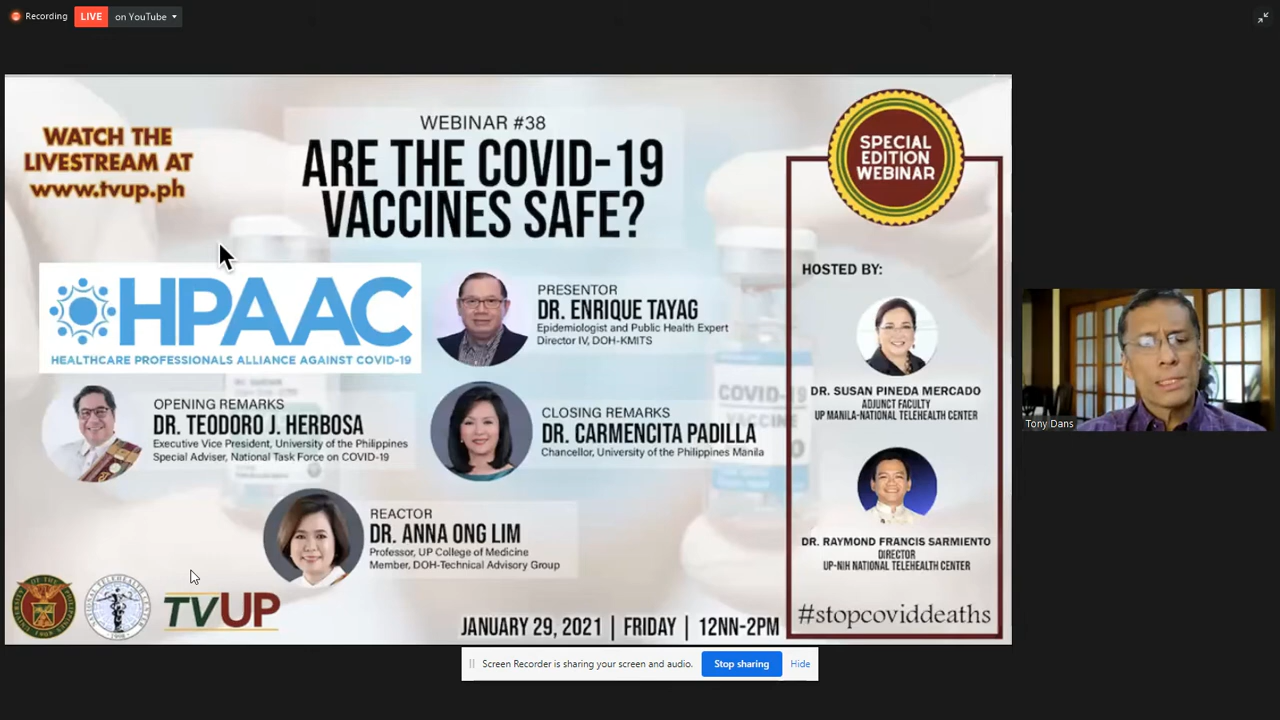 Recording
LIVE
on YouTube
WATCH THE
LIVESTREAM AT
www.tvup.ph
WEBINAR #38
ARE THE COVID-19
VACCINES SAFE?
SPECIAL
EDITION
WEBINAR
HPAAC
HEALTHCARE PROFESSIONALS ALLIANCE AGAINST COVID-19
PRESENTOR
DR. ENRIQUE TAYAG
Epidemiologist and Public Health Expert
Director IV, DOH-KMITS
OPENING REMARKS
DR. TEODORO J. HERBOSA
Executive Vice President, University of the Philippines
Special Adviser, National Task Force on COVID-19
CLOSING REMARKS
DR. CARMENCITA PADILLA
Chancellor, University of the Philippines Manila
REACTOR
DR. ANNA ONG LIM
Professor, UP College of Medicine
Member, DOH-Technical Advisory Group
COVID-19
VACCINE
HOSTED BY:
DR. SUSAN PINEDA MERCADO
ADJUNCT FACULTY
UP MANILA-NATIONAL TELEHEALTH CENTER
DR. RAYMOND FRANCIS SARMIENTO
DIRECTOR
UP-NIH NATIONAL TELEHEALTH CENTER
#stopcoviddeaths
TVUP
JANUARY 29, 2021 | FRIDAY | 12NN-2PM
Tony Dans
Screen Recorder is sharing your screen and audio.
Stop sharing
Hide